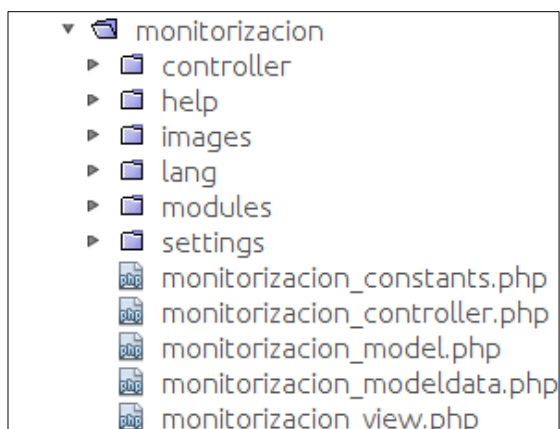 monitorizacion
controller
help
images
lang
modules
settings
monitorizacion_constants.php
monitorizacion_controller.php
monitorizacion_model.php
monitorizacion_modeldata.php
monitorizacion_view.php